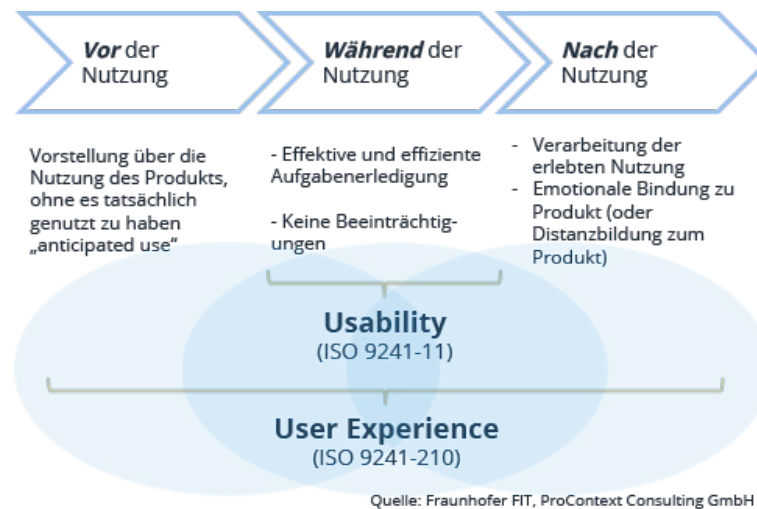 Vor der
Nutzung
Während der
Nutzung
Nach der
Nutzung
Vorstellung über die
Nutzung des Produkts,
ohne es tatsächlich
genutzt zu haben
„anticipated use“
- Effektive und effiziente
Aufgabenerledigung
- Keine Beeinträchtig-
ungen
- Verarbeitung der
erlebten Nutzung
- Emotionale Bindung zu
Produkt (oder
Distanzbildung zum
Produkt)
Usability
(ISO 9241-11)
User Experience
(ISO 9241-210)
Quelle: Fraunhofer FIT, ProContext Consulting GmbH